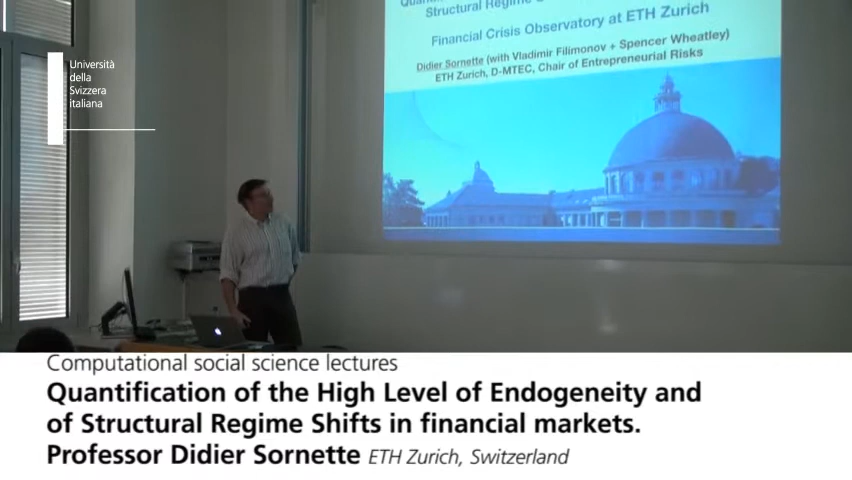 Quantifi
Structural Regime S
Financial Crisis Observatory at ETH Zurich
Didier Sornette (with Vladimir Filimonov + Spencer Wheatley)
ETH Zurich, D-MTEC, Chair of Entrepreneurial Risks
Università
della
Svizzera
italiana
Computational social science lectures
Quantification of the High Level of Endogeneity and
of Structural Regime Shifts in financial markets.
Professor Didier Sornette ETH Zurich, Switzerland